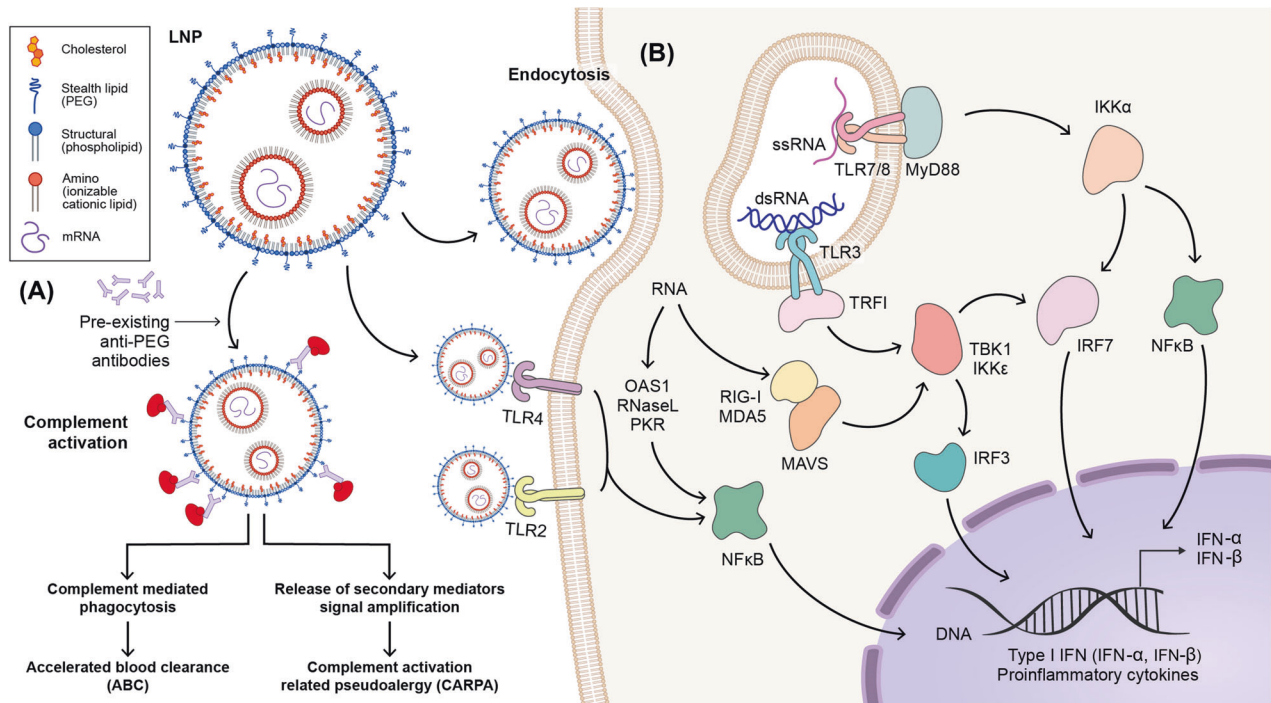 LNP
Cholesterol
Stealth lipid
(PEG)
Structural
(phospholipid)
Amino
(ionizable
cationic lipid)
mRNA
Endocytosis
(A)
Pre-existing
anti-PEG
antibodies
Complement
activation
TLR4
TLR2
Complement mediated
phagocytosis
Release of secondary mediators
signal amplification
Accelerated blood clearance
(ABC)
Complement activation
related pseudoalergy (CARPA)
(B)
ssRNA
TLR7/8
MyD88
IKKα
dsRNA
TLR3
TRFI
RNA
OAS1
RNaseL
PKR
RIG-I
MDA5
MAVS
TBK1
IKKε
IRF7
NFκB
IRF3
NFκB
IFN-α
IFN-β
DNA
Type I IFN (IFN-α, IFN-β)
Proinflammatory cytokines